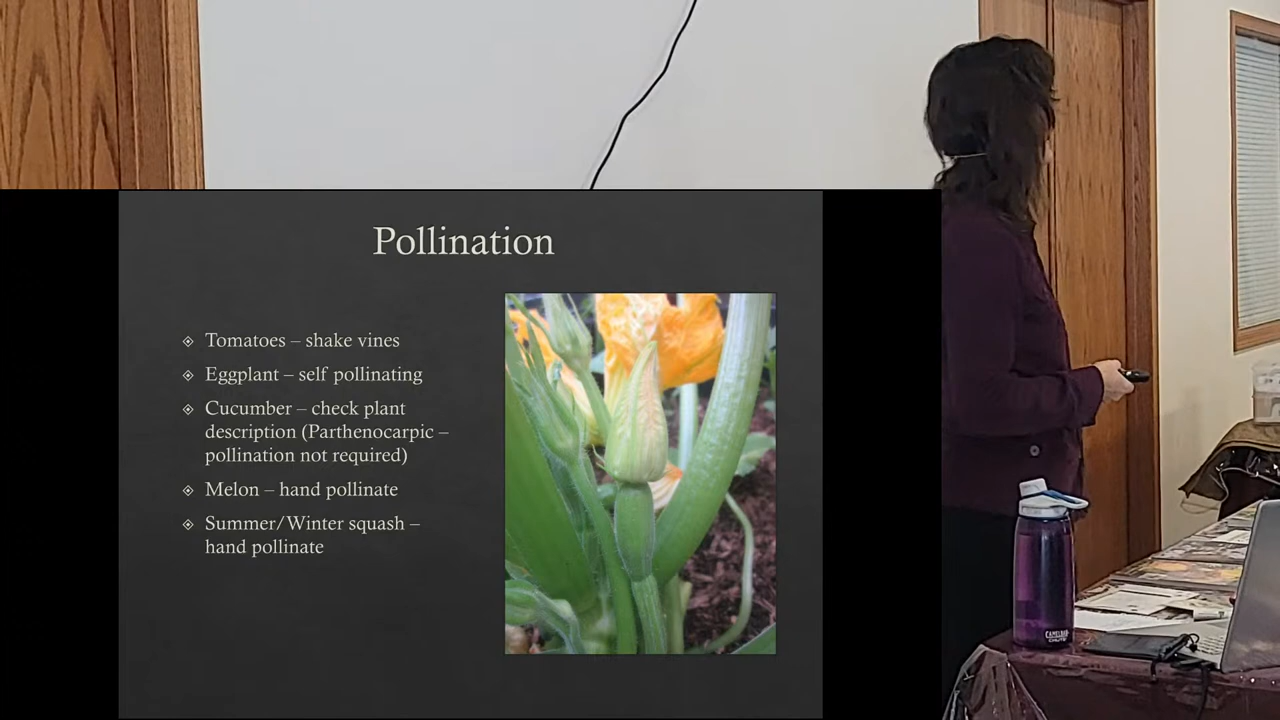 Pollination
Tomatoes – shake vines
Eggplant – self pollinating
Cucumber – check plant
description (Parthenocarpic –
pollination not required)
Melon – hand pollinate
Summer/Winter squash –
hand pollinate
CAMELBAK
CHUTE